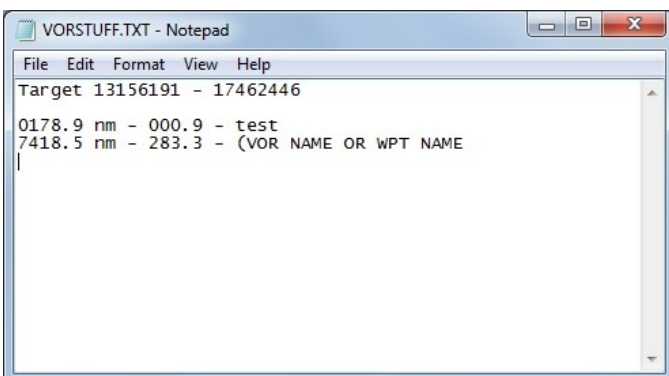 VORSTUFF.TXT - Notepad
File Edit Format View Help
Target 13156191 - 17462446
0178.9 nm - 000.9 - test
7418.5 nm - 283.3 - (VOR NAME OR WPT NAME